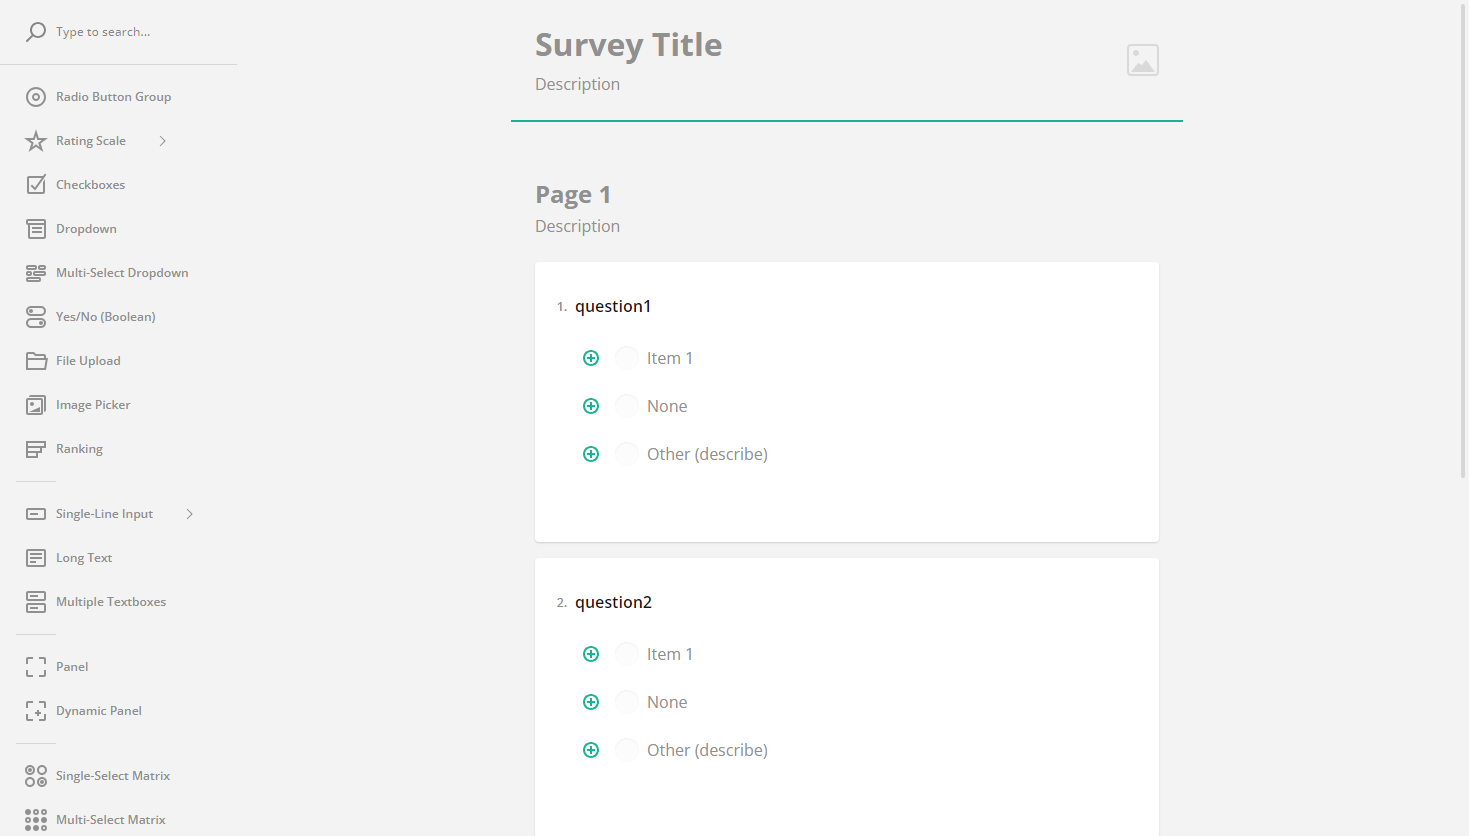 Type to search...
Radio Button Group
Rating Scale
Checkboxes
Dropdown
Multi-Select Dropdown
Yes/No (Boolean)
File Upload
Image Picker
Ranking
Single-Line Input
Long Text
Multiple Textboxes
Panel
Dynamic Panel
Single-Select Matrix
Multi-Select Matrix
Survey Title
Description
Page 1
Description
1. question1
Item 1
None
Other (describe)
2. question2
Item 1
None
Other (describe)